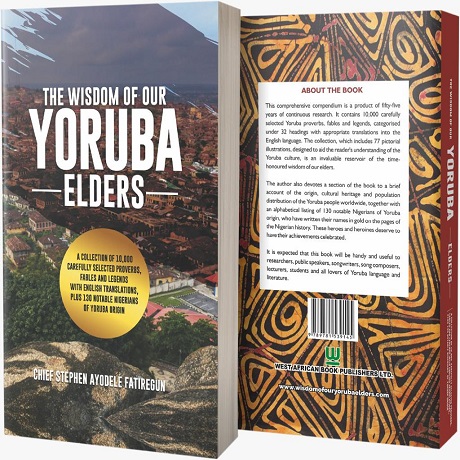 THE WISDOM OF OUR
YORUBA
ELDERS
A COLLECTION OF 10,000
CAREFULLY SELECTED PROVERBS,
FABLES AND LEGENDS
WITH ENGLISH TRANSLATIONS,
PLUS 130 NOTABLE NIGERIANS
OF YORUBA ORIGIN
CHIEF STEPHEN AYODELE FATIREGUN
ABOUT THE BOOK
This comprehensive compendium is a product of fifty-five
years of continuous research. It contains 10,000 carefully
selected Yoruba proverbs, fables and legends, categorised
under 32 headings with appropriate translations into the
English language. The collection, which includes 77 pictorial
illustrations, designed to aid the reader's understanding of the
Yoruba culture, is an invaluable reservoir of the time-
honoured wisdom of our elders.
The author also devotes a section of the book to a brief
account of the origin, cultural heritage and population
distribution of the Yoruba people worldwide, together with
an alphabetical listing of 130 notable Nigerians of Yoruba
origin, who have written their names in gold on the pages of
the Nigerian history. These heroes and heroines deserve to
have their achievements celebrated.
It is expected that this book will be handy and useful to
researchers, public speakers, songwriters, song composers,
lecturers, students and all lovers of Yoruba language and
literature.
9789781539145
WEST AFRICAN BOOK PUBLISHERS LTD.
www.wisdomofouryorubaelders.com
THE WISDOM OF OUR
YORUBA
ELDERS